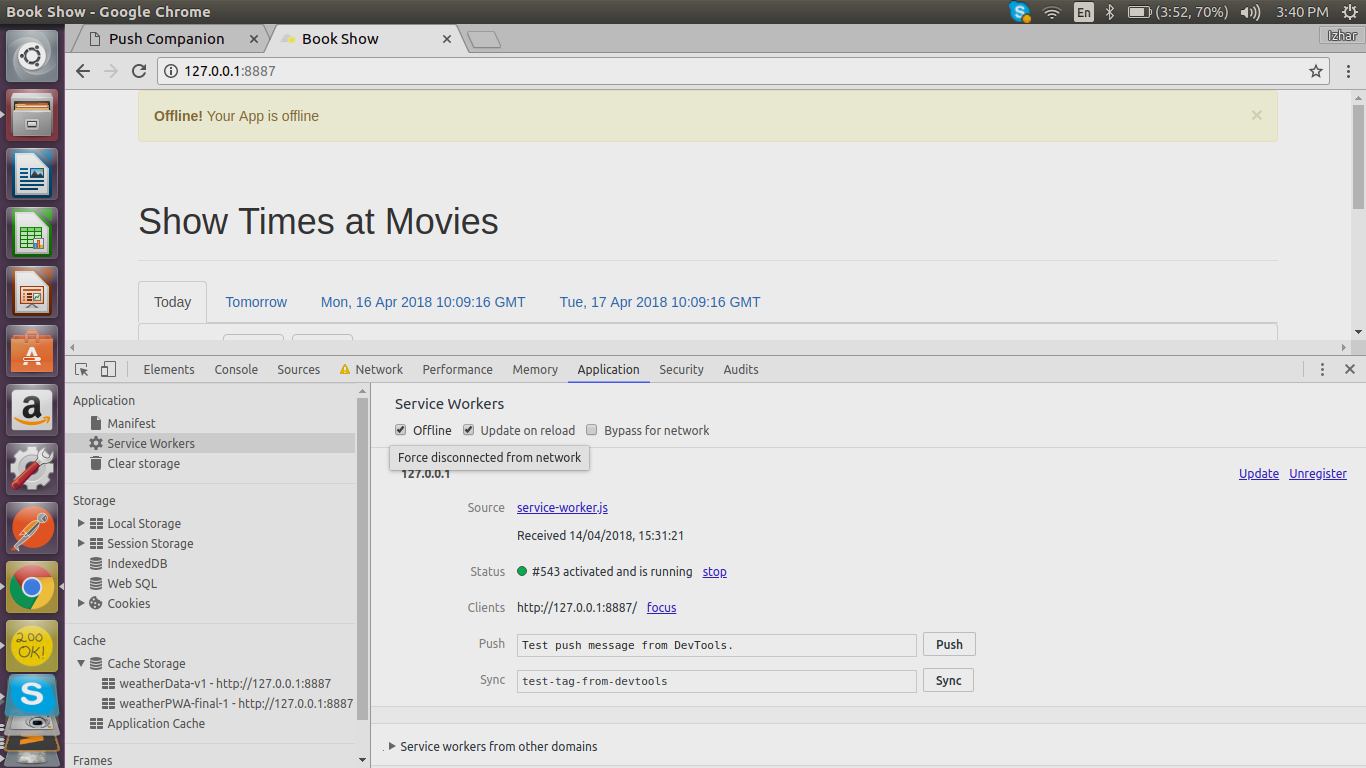 Book Show - Google Chrome
En
(3:52, 70%)
3:40 PM
Push Companion
Book Show
Izhar
127.0.0.1:8887
Offline! Your App is offline
×
Show Times at Movies
Today
Tomorrow
Mon, 16 Apr 2018 10:09:16 GMT
Tue, 17 Apr 2018 10:09:16 GMT
Elements
Console
Sources
Network
Performance
Memory
Application
Security
Audits
Application
Manifest
Service Workers
Clear storage
Storage
Local Storage
Session Storage
IndexedDB
Web SQL
Cookies
Cache
Cache Storage
weatherData-v1 - http://127.0.0.1:8887
weatherPWA-final-1 - http://127.0.0.1:8887
Application Cache
Frames
Service Workers
Offline
Update on reload
Bypass for network
Force disconnected from network
127.0.0.1
Update
Unregister
Source
service-worker.js
Received 14/04/2018, 15:31:21
Status
#543 activated and is running
stop
Clients
http://127.0.0.1:8887/
focus
Push
Test push message from DevTools.
Push
Sync
test-tag-from-devtools
Sync
Service workers from other domains
200
OK!